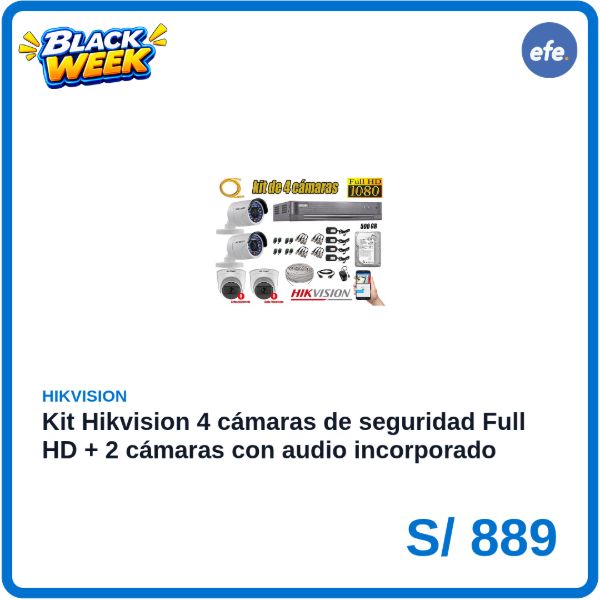 BLACK
WEEK
efe.
kit de 4 cámaras
Full HD
1080
500 GB
HIKVISION
HIKVISION
Kit Hikvision 4 cámaras de seguridad Full
HD + 2 cámaras con audio incorporado
S/ 889